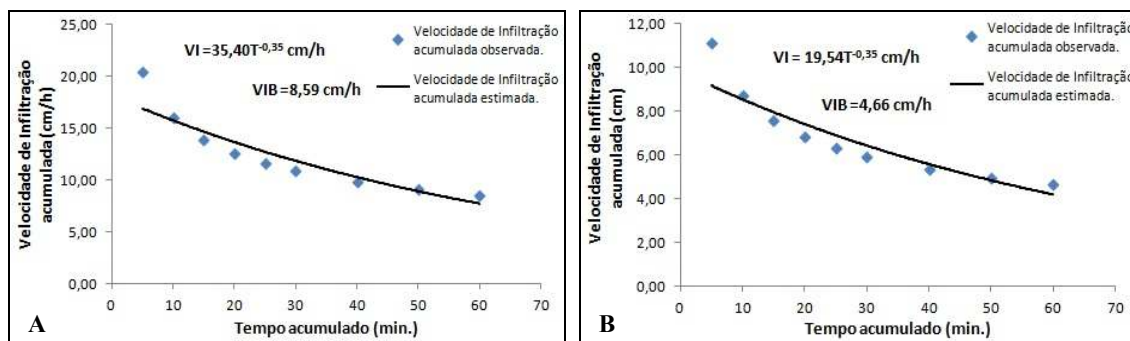 25,00
20,00
15,00
10,00
5,00
0,00
0
10
20
30
40
50
60
70
Velocidade de Infiltração
acumulada (cm/h)
Tempo acumulado (min.)
VI =35,40T-0,35 cm/h
VIB =8,59 cm/h
Velocidade de Infiltração
acumulada observada.
Velocidade de Infiltração
acumulada estimada.
A
12,00
10,00
8,00
6,00
4,00
2,00
0,00
0
10
20
30
40
50
60
70
Velocidade de Infiltração
acumulada (cm)
Tempo acumulado (min.)
VI = 19,54T-0,35 cm/h
VIB =4,66 cm/h
Velocidade de Infiltração
acumulada observada.
Velocidade de Infiltração
acumulada estimada.
B